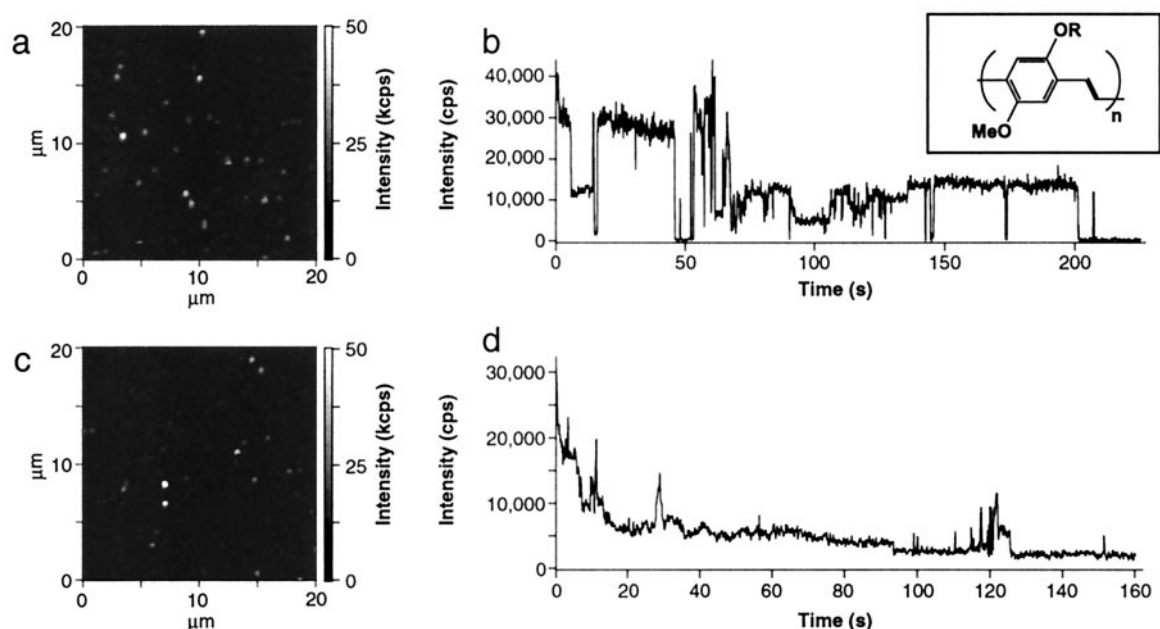 a
20
10
0
μm
0
10
20
μm
50
25
0
Intensity (kcps)
b
40,000
30,000
20,000
10,000
0
Intensity (cps)
0
50
100
150
200
Time (s)
OR
MeO
n
c
20
10
0
μm
0
10
20
μm
50
25
0
Intensity (kcps)
d
30,000
20,000
10,000
0
Intensity (cps)
0
20
40
60
80
100
120
140
160
Time (s)